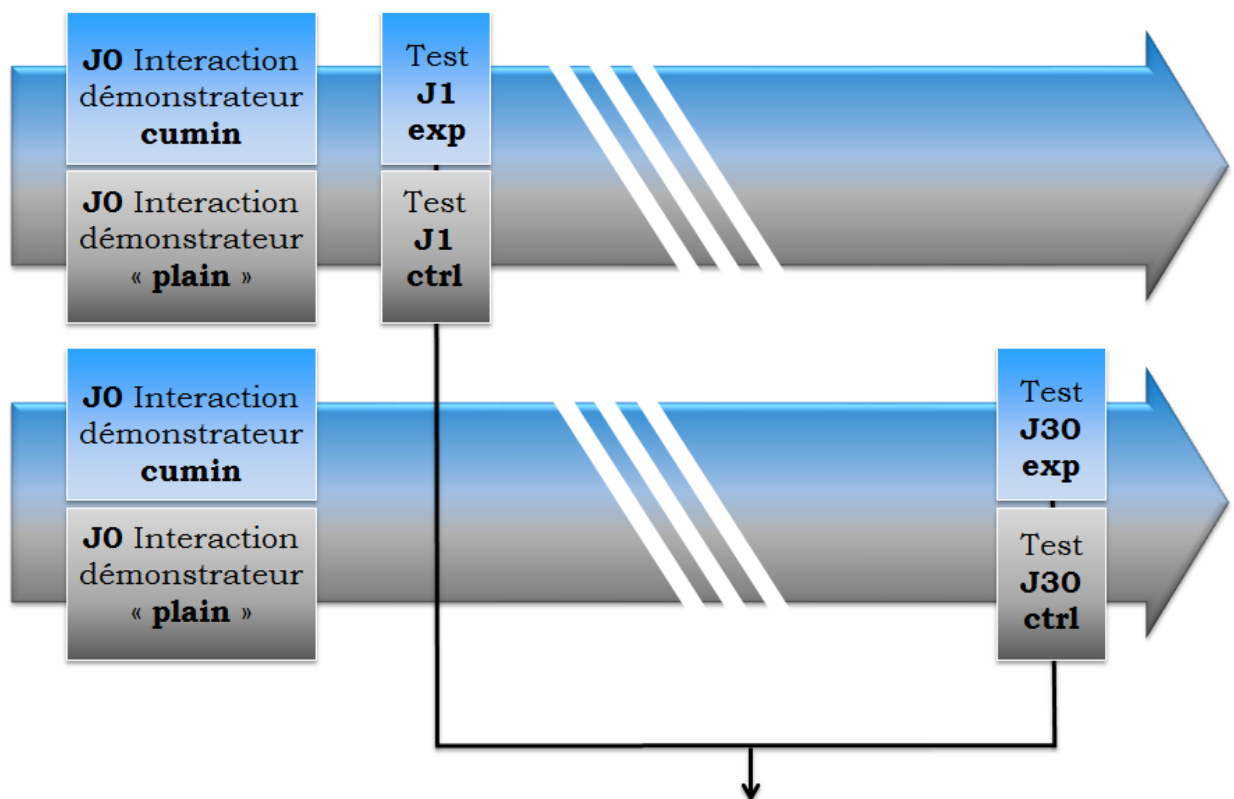 J0 Interaction
démonstrateur
cumin
Test
J1
exp
J0 Interaction
démonstrateur
« plain »
Test
J1
ctrl
J0 Interaction
démonstrateur
cumin
Test
J30
exp
J0 Interaction
démonstrateur
« plain »
Test
J30
ctrl